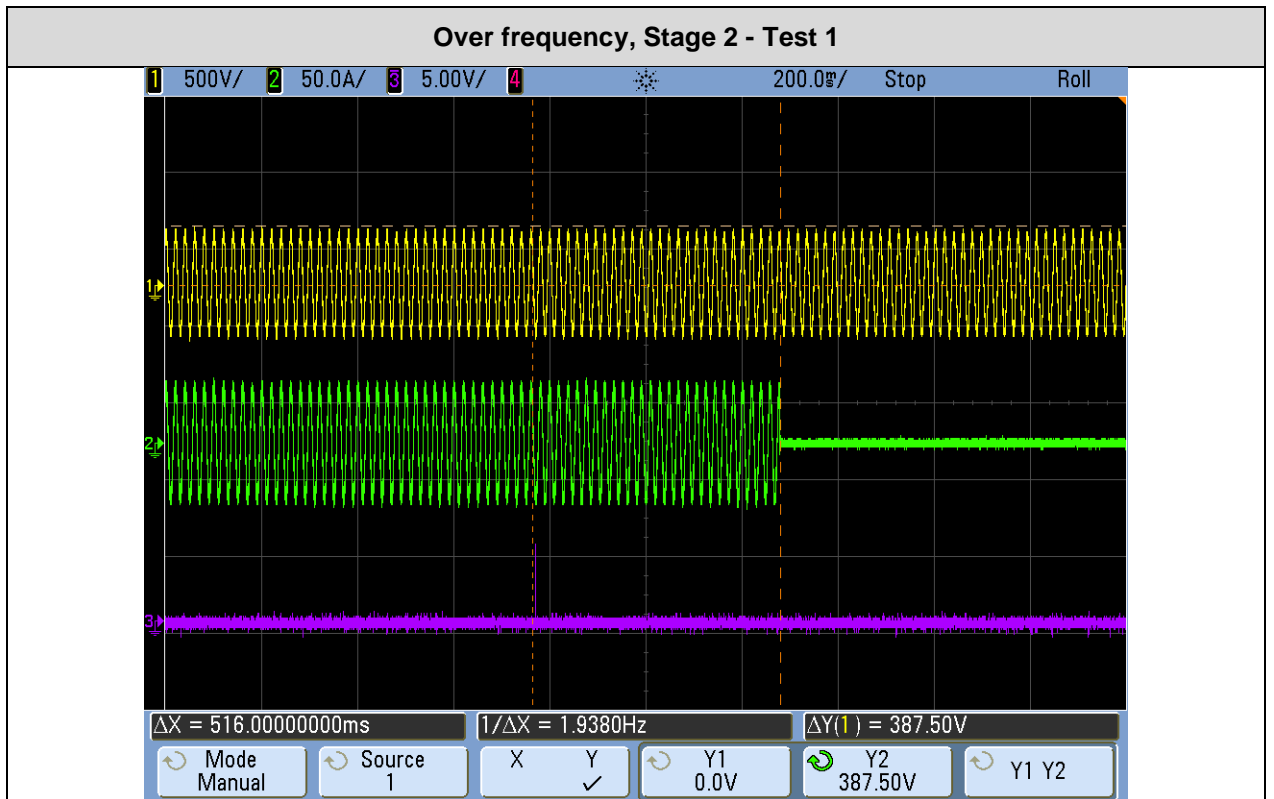 Over frequency, Stage 2 - Test 1
1 500V/ 2 50.0A/ 3 5.00V/ 4 200.0ms/ Stop Roll
1
2
3
ΔX = 516.00000000ms 1/ΔX = 1.9380Hz ΔY(1) = 387.50V
Mode Source X Y Y1 Y2 Y1 Y2
Manual 1 ✓ 0.0V 387.50V